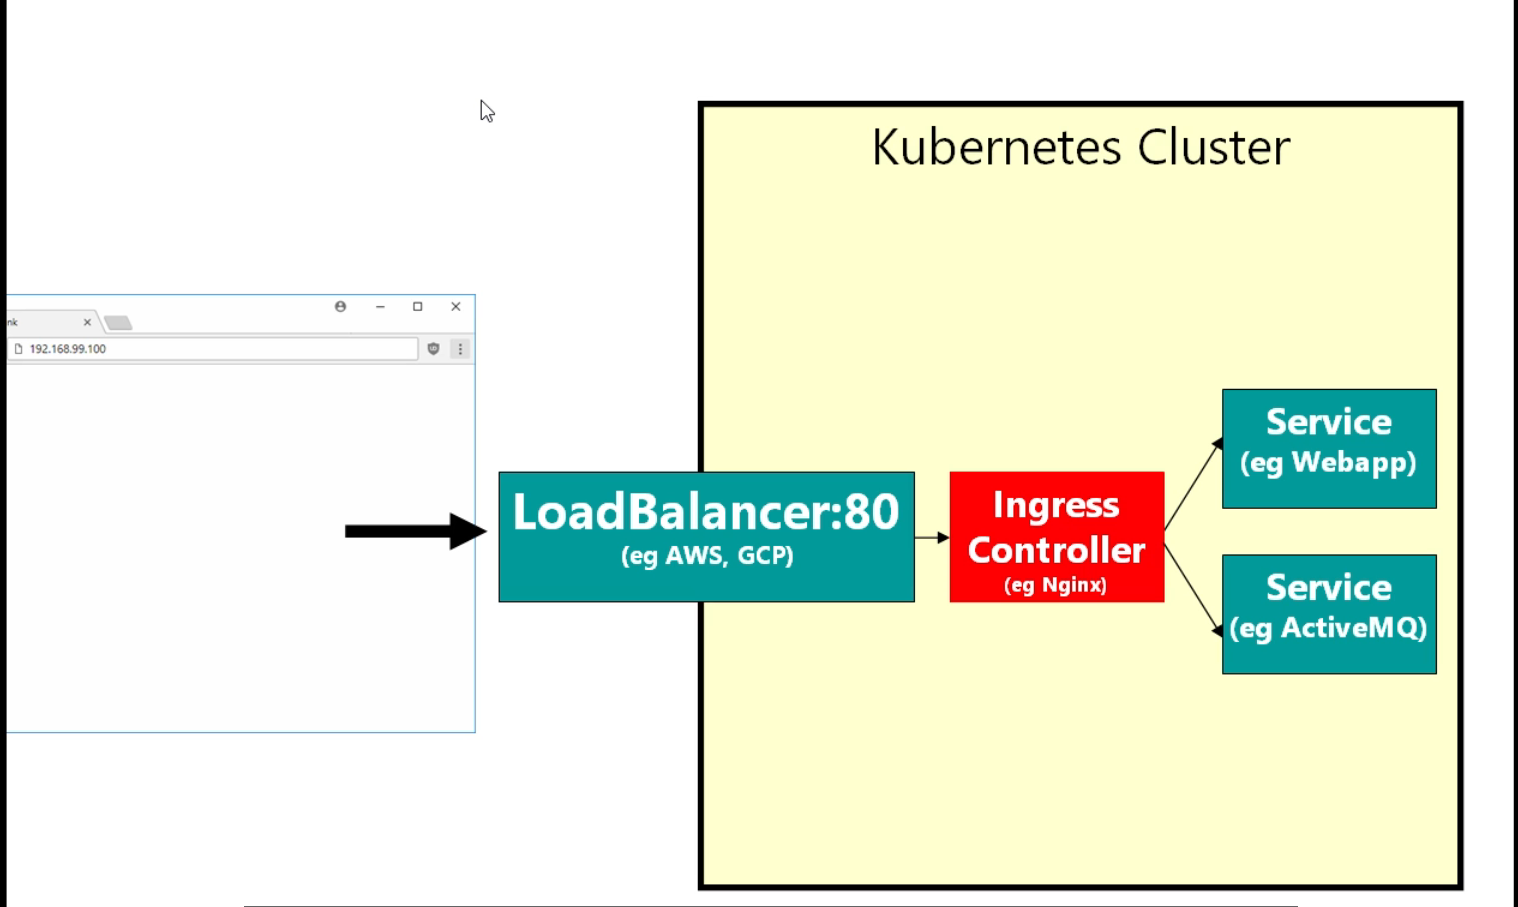 Kubernetes Cluster
nk
192.168.99.100
LoadBalancer:80
(eg AWS, GCP)
Ingress
Controller
(eg Nginx)
Service
(eg Webapp)
Service
(eg ActiveMQ)